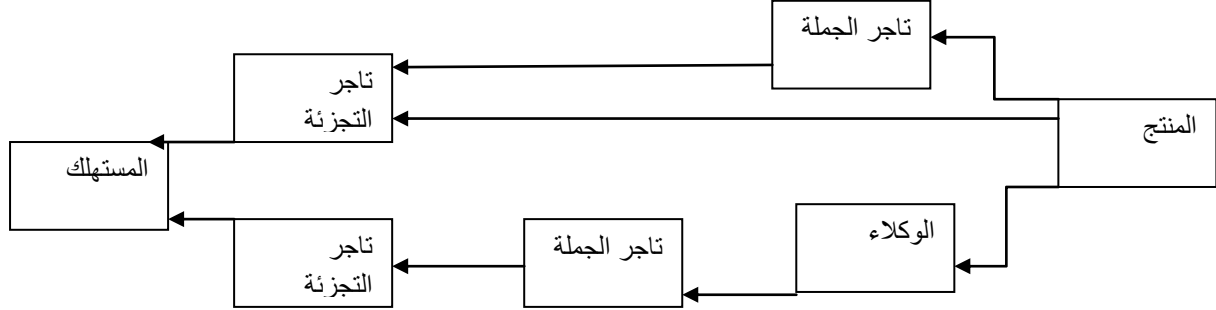 تاجر الجملة
تاجر
التجزئة
المنتج
المستهلك
الوكلاء
تاجر الجملة
تاجر
التجزئة